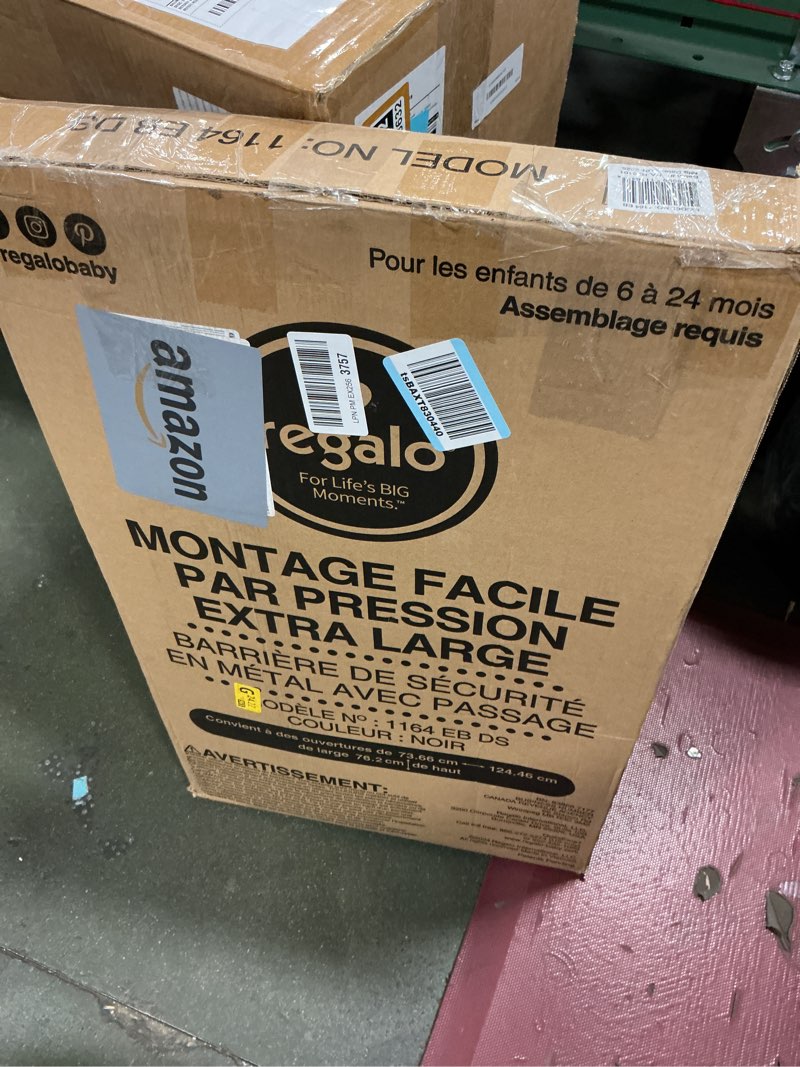 MODEL NO: 1164 EB DS
regalobaby
Pour les enfants de 6 à 24 mois
Assemblage requis
amazon
LPN PM EX256 3757
tsBAXT830440
regalo
For Life's BIG
Moments.™
MONTAGE FACILE
PAR PRESSION
EXTRA LARGE
BARRIÈRE DE SÉCURITÉ
EN MÉTAL AVEC PASSAGE
G
ODÈLE Nº : 1164 EB DS
COULEUR : NOIR
Convient à des ouvertures de 73.66 cm — 124.46 cm
de large 76.2 cm de haut
AVERTISSEMENT: